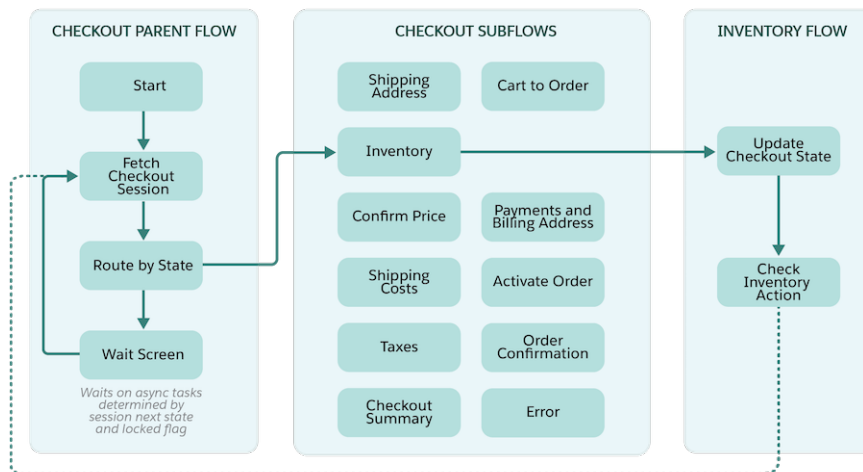 CHECKOUT PARENT FLOW
Start
Fetch
Checkout
Session
Route by State
Wait Screen
Waits on async tasks
determined by
session next state
and locked flag
CHECKOUT SUBFLOWS
Shipping
Address
Cart to Order
Inventory
Confirm Price
Payments and
Billing Address
Shipping
Costs
Activate Order
Taxes
Order
Confirmation
Checkout
Summary
Error
INVENTORY FLOW
Update
Checkout State
Check
Inventory
Action